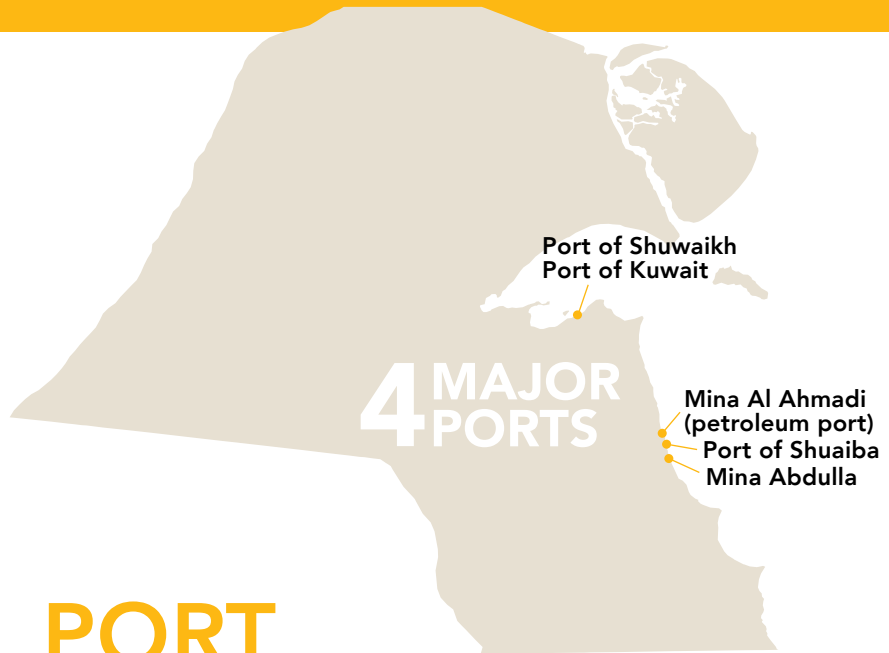 Port of Shuwaikh
Port of Kuwait
4 MAJOR
PORTS
Mina Al Ahmadi
(petroleum port)
Port of Shuaiba
Mina Abdulla
PORT